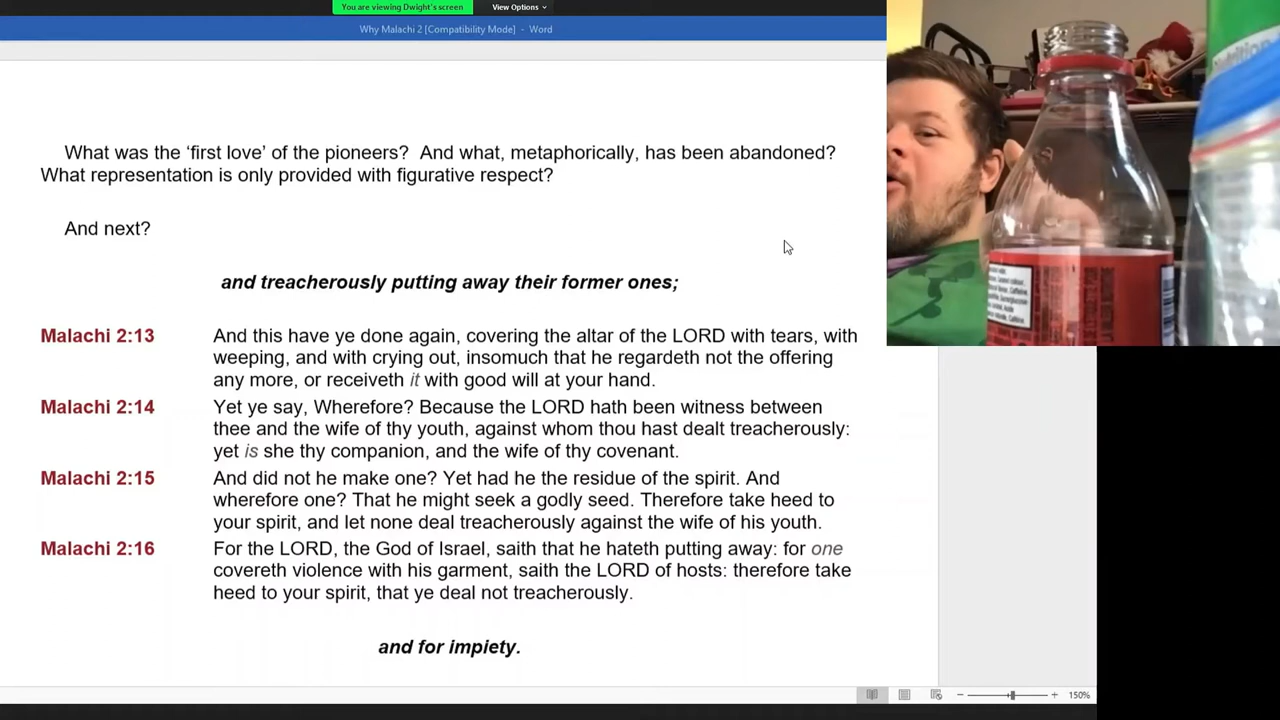 You are viewing Dwight's screen
View Options
Why Malachi 2 [Compatibility Mode] - Word
What was the ‘first love’ of the pioneers? And what, metaphorically, has been abandoned?
What representation is only provided with figurative respect?
And next?
and treacherously putting away their former ones;
Malachi 2:13 And this have ye done again, covering the altar of the LORD with tears, with
weeping, and with crying out, insomuch that he regardeth not the offering
any more, or receiveth it with good will at your hand.
Malachi 2:14 Yet ye say, Wherefore? Because the LORD hath been witness between
thee and the wife of thy youth, against whom thou hast dealt treacherously:
yet is she thy companion, and the wife of thy covenant.
Malachi 2:15 And did not he make one? Yet had he the residue of the spirit. And
wherefore one? That he might seek a godly seed. Therefore take heed to
your spirit, and let none deal treacherously against the wife of his youth.
Malachi 2:16 For the LORD, the God of Israel, saith that he hateth putting away: for one
covereth violence with his garment, saith the LORD of hosts: therefore take
heed to your spirit, that ye deal not treacherously.
and for impiety.
150%